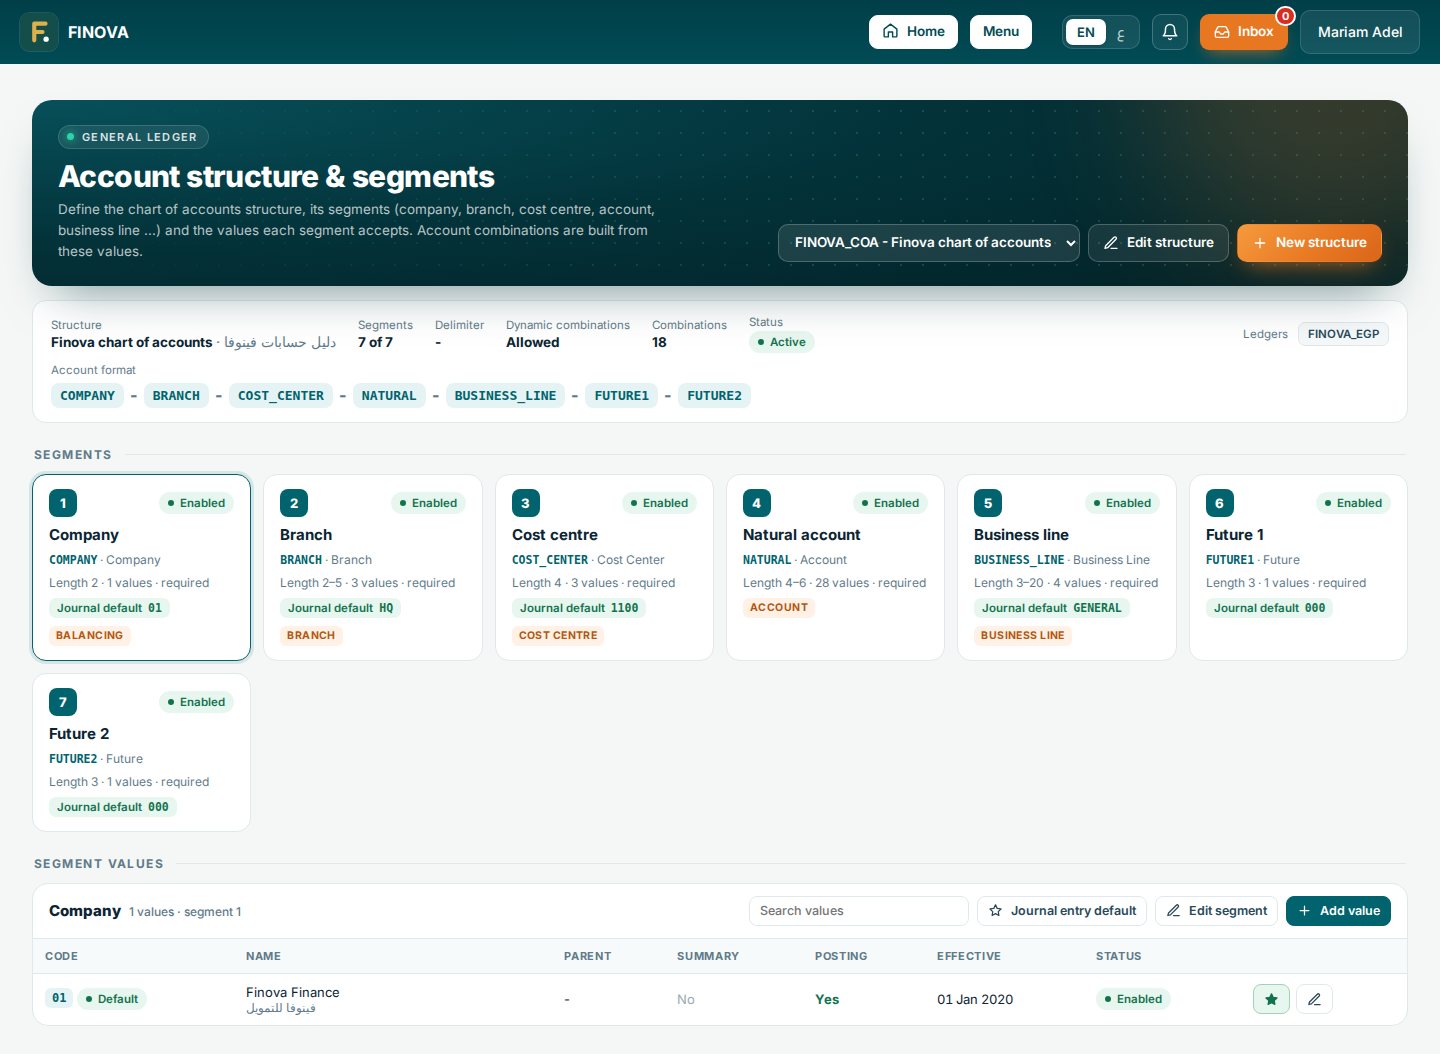 FINOVA
Home
Menu
EN
ع
Inbox
0
Mariam Adel
GENERAL LEDGER
Account structure & segments
Define the chart of accounts structure, its segments (company, branch, cost centre, account,
business line ...) and the values each segment accepts. Account combinations are built from
these values.
FINOVA_COA - Finova chart of accounts
Edit structure
New structure
Structure
Finova chart of accounts · دليل حسابات فينوفا
Segments
7 of 7
Delimiter
-
Dynamic combinations
Allowed
Combinations
18
Status
Active
Ledgers
FINOVA_EGP
Account format
COMPANY - BRANCH - COST_CENTER - NATURAL - BUSINESS_LINE - FUTURE1 - FUTURE2
SEGMENTS
1
Enabled
Company
COMPANY · Company
Length 2 · 1 values · required
Journal default 01
BALANCING
2
Enabled
Branch
BRANCH · Branch
Length 2–5 · 3 values · required
Journal default HQ
BRANCH
3
Enabled
Cost centre
COST_CENTER · Cost Center
Length 4 · 3 values · required
Journal default 1100
COST CENTRE
4
Enabled
Natural account
NATURAL · Account
Length 4–6 · 28 values · required
ACCOUNT
5
Enabled
Business line
BUSINESS_LINE · Business Line
Length 3–20 · 4 values · required
Journal default GENERAL
BUSINESS LINE
6
Enabled
Future 1
FUTURE1 · Future
Length 3 · 1 values · required
Journal default 000
7
Enabled
Future 2
FUTURE2 · Future
Length 3 · 1 values · required
Journal default 000
SEGMENT VALUES
Company 1 values · segment 1
Search values
Journal entry default
Edit segment
Add value
CODE NAME PARENT SUMMARY POSTING EFFECTIVE STATUS
01 Default Finova Finance - No Yes 01 Jan 2020 Enabled
فينوفا للتمويل